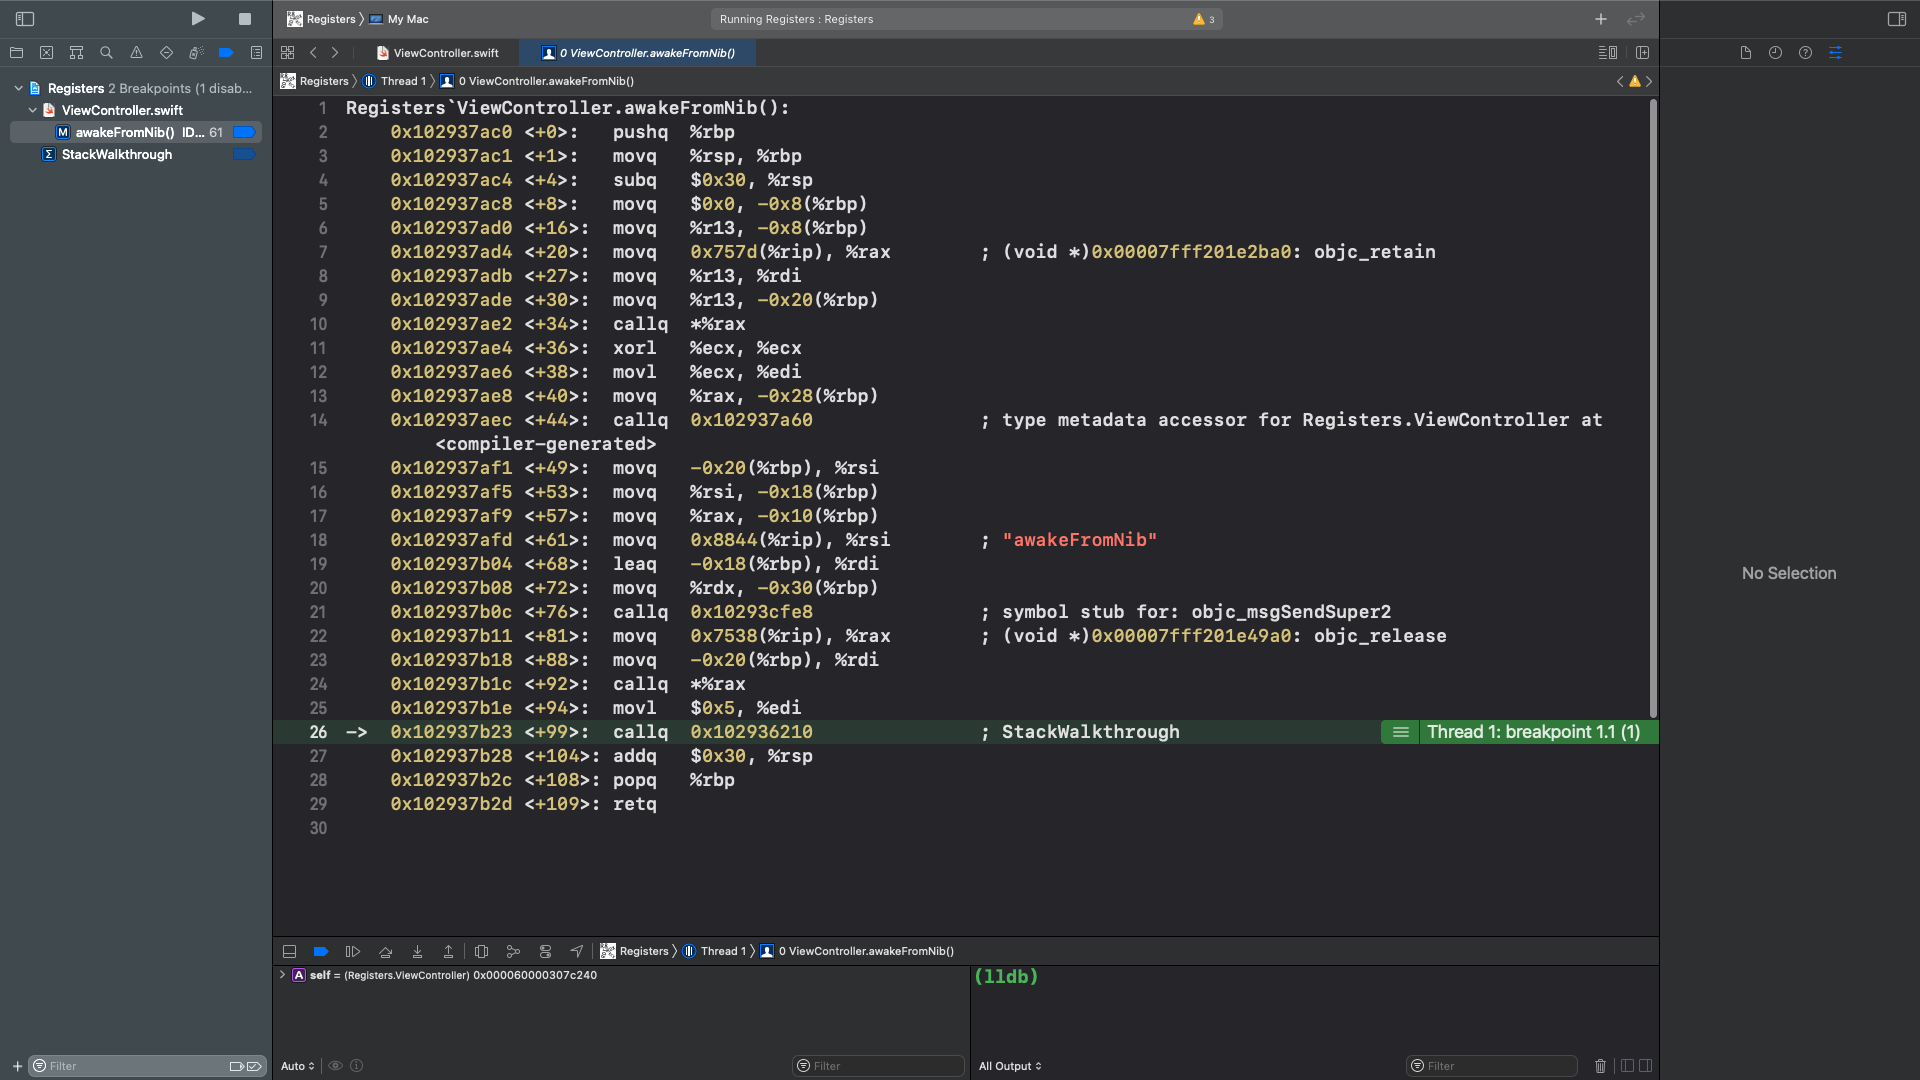 Registers 〉 My Mac
Running Registers : Registers
3
ViewController.swift
0 ViewController.awakeFromNib()
Registers 〉 Thread 1 〉 0 ViewController.awakeFromNib()
Registers 2 Breakpoints (1 disab...
ViewController.swift
M awakeFromNib() ID... 61
Σ StackWalkthrough
1 Registers`ViewController.awakeFromNib():
2 0x102937ac0 <+0>: pushq %rbp
3 0x102937ac1 <+1>: movq %rsp, %rbp
4 0x102937ac4 <+4>: subq $0x30, %rsp
5 0x102937ac8 <+8>: movq $0x0, -0x8(%rbp)
6 0x102937ad0 <+16>: movq %r13, -0x8(%rbp)
7 0x102937ad4 <+20>: movq 0x757d(%rip), %rax ; (void *)0x00007fff201e2ba0: objc_retain
8 0x102937adb <+27>: movq %r13, %rdi
9 0x102937ade <+30>: movq %r13, -0x20(%rbp)
10 0x102937ae2 <+34>: callq *%rax
11 0x102937ae4 <+36>: xorl %ecx, %ecx
12 0x102937ae6 <+38>: movl %ecx, %edi
13 0x102937ae8 <+40>: movq %rax, -0x28(%rbp)
14 0x102937aec <+44>: callq 0x102937a60 ; type metadata accessor for Registers.ViewController at
<compiler-generated>
15 0x102937af1 <+49>: movq -0x20(%rbp), %rsi
16 0x102937af5 <+53>: movq %rsi, -0x18(%rbp)
17 0x102937af9 <+57>: movq %rax, -0x10(%rbp)
18 0x102937afd <+61>: movq 0x8844(%rip), %rsi ; "awakeFromNib"
19 0x102937b04 <+68>: leaq -0x18(%rbp), %rdi
20 0x102937b08 <+72>: movq %rdx, -0x30(%rbp)
21 0x102937b0c <+76>: callq 0x10293cfe8 ; symbol stub for: objc_msgSendSuper2
22 0x102937b11 <+81>: movq 0x7538(%rip), %rax ; (void *)0x00007fff201e49a0: objc_release
23 0x102937b18 <+88>: movq -0x20(%rbp), %rdi
24 0x102937b1c <+92>: callq *%rax
25 0x102937b1e <+94>: movl $0x5, %edi
26 -> 0x102937b23 <+99>: callq 0x102936210 ; StackWalkthrough Thread 1: breakpoint 1.1 (1)
27 0x102937b28 <+104>: addq $0x30, %rsp
28 0x102937b2c <+108>: popq %rbp
29 0x102937b2d <+109>: retq
30
No Selection
Registers 〉 Thread 1 〉 0 ViewController.awakeFromNib()
A self = (Registers.ViewController) 0x000060000307c240
(lldb)
Filter
Auto
Filter
All Output
Filter